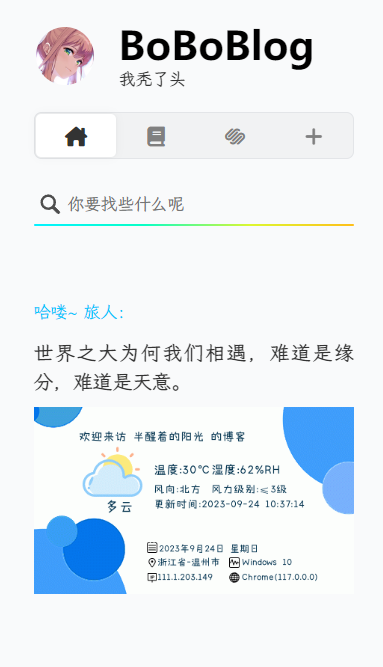 BoBoBlog
我秃了头
你要找些什么呢
哈喽~ 旅人：
世界之大为何我们相遇，难道是缘
分，难道是天意。
欢迎来访 半醒着的阳光 的博客
温度:30℃ 湿度:62%RH
风向:北方 风力级别:≤3级
多云
更新时间:2023-09-24 10:37:14
2023年9月24日 星期日
浙江省-温州市 Windows 10
111.1.203.149 Chrome(117.0.0.0)